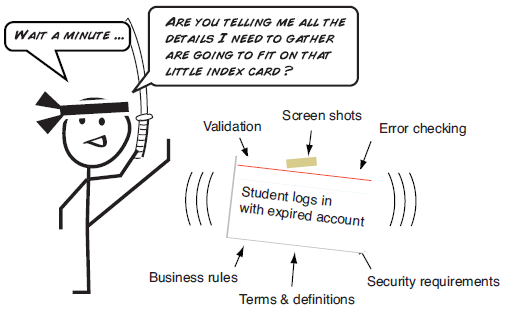 WAIT A MINUTE ...
ARE YOU TELLING ME ALL THE
DETAILS I NEED TO GATHER
ARE GOING TO FIT ON THAT
LITTLE INDEX CARD?
Screen shots
Validation
Error checking
Student logs in
with expired account
Business rules
Security requirements
Terms & definitions